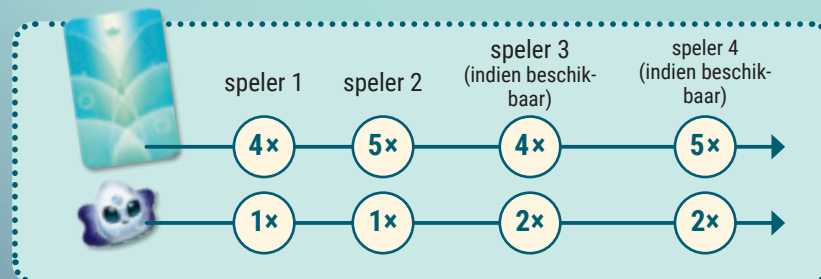 speler 1
speler 2
speler 3
(indien beschik-
baar)
speler 4
(indien beschik-
baar)
4×
5×
4×
5×
1×
1×
2×
2×